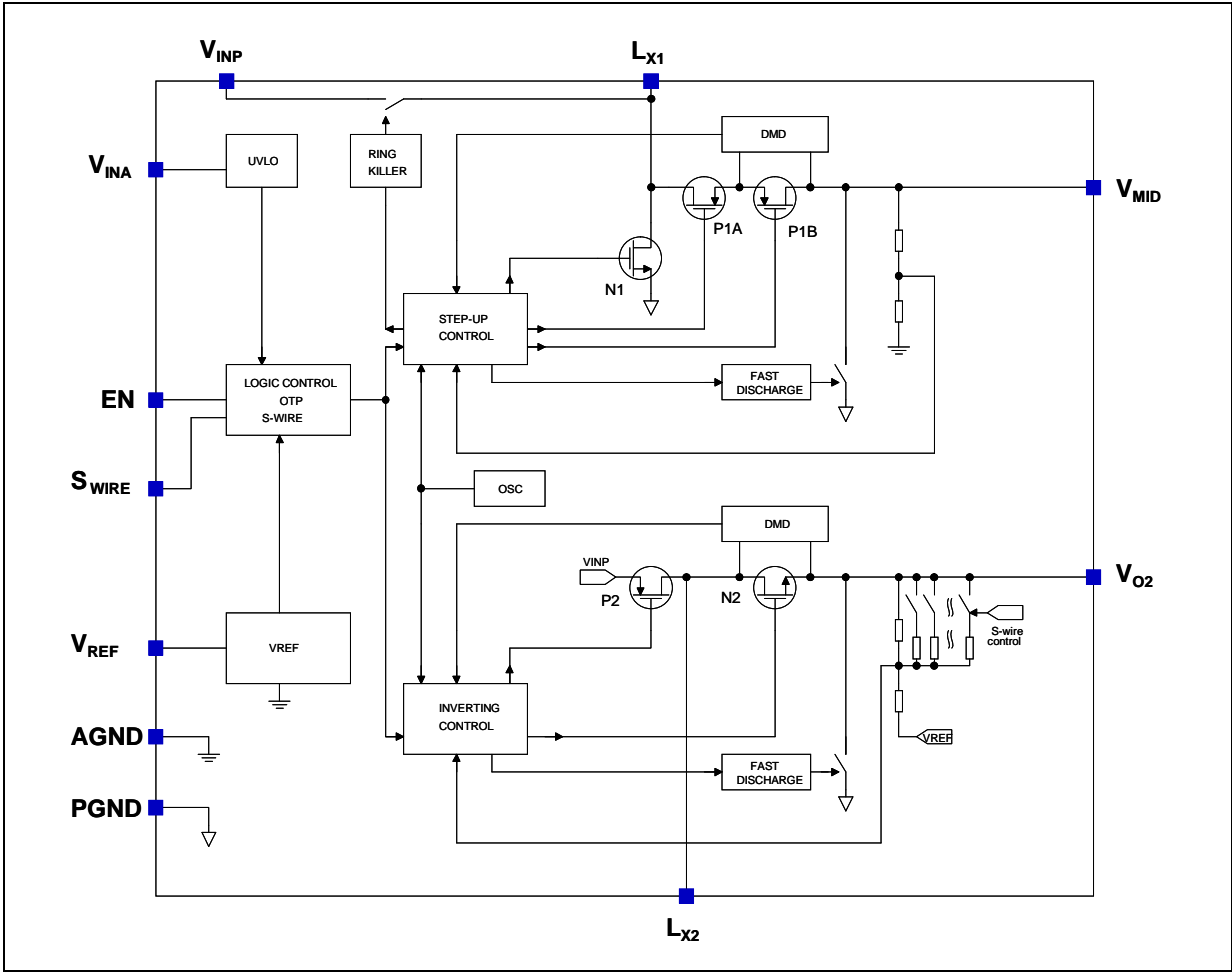 VINP
LX1
DMD
UVLO
RING
KILLER
VINA
VMID
P1A
P1B
N1
STEP-UP
CONTROL
FAST
DISCHARGE
LOGIC CONTROL
OTP
S-WIRE
EN
SWIRE
OSC
DMD
VINP
P2
N2
VO2
S-wire
control
VREF
VREF
INVERTING
CONTROL
VREF
AGND
FAST
DISCHARGE
PGND
LX2